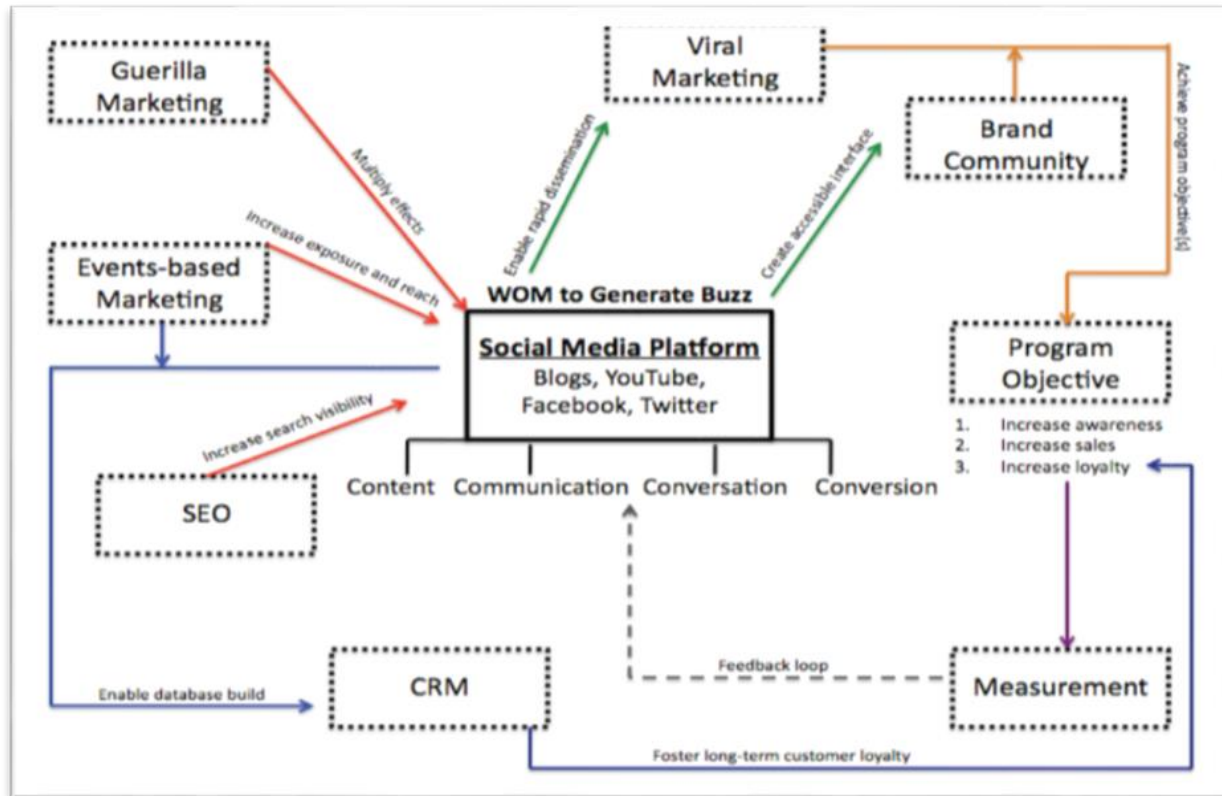 Guerilla
Marketing
Viral
Marketing
Brand
Community
Achieve program objective(s)
Multiply effects
Enable rapid dissemination
Create accessible interface
Increase exposure and reach
Events-based
Marketing
WOM to Generate Buzz
Social Media Platform
Blogs, YouTube,
Facebook, Twitter
Program
Objective
1. Increase awareness
2. Increase sales
3. Increase loyalty
Increase search visibility
SEO
Content Communication Conversation Conversion
Feedback loop
CRM
Measurement
Enable database build
Foster long-term customer loyalty